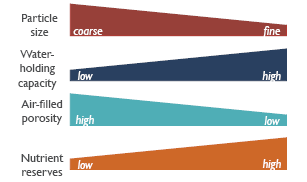 Particle
size
coarse fine
Water-
holding
capacity
low high
Air-filled
porosity
high low
Nutrient
reserves
low high